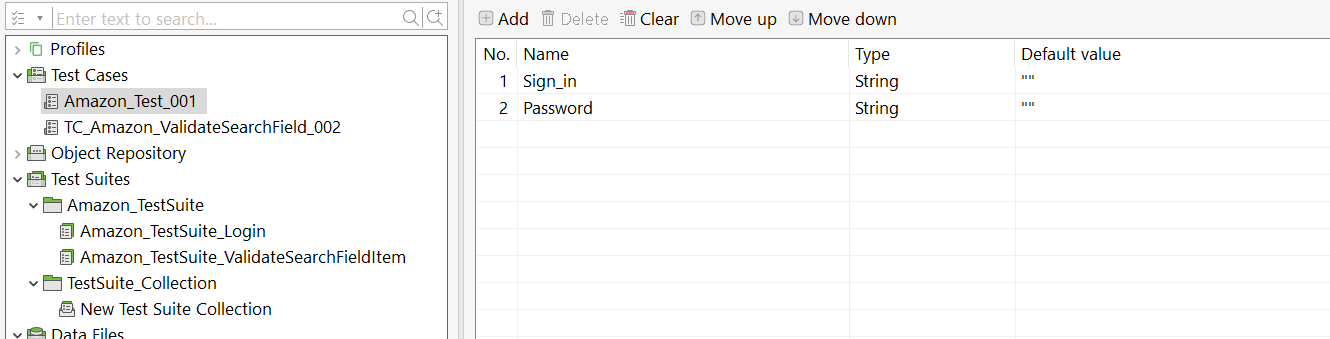 Enter text to search...
Profiles
Test Cases
Amazon_Test_001
TC_Amazon_ValidateSearchField_002
Object Repository
Test Suites
Amazon_TestSuite
Amazon_TestSuite_Login
Amazon_TestSuite_ValidateSearchFieldItem
TestSuite_Collection
New Test Suite Collection
Data Files
Add Delete Clear Move up Move down
No. Name Type Default value
1 Sign_in String ""
2 Password String ""